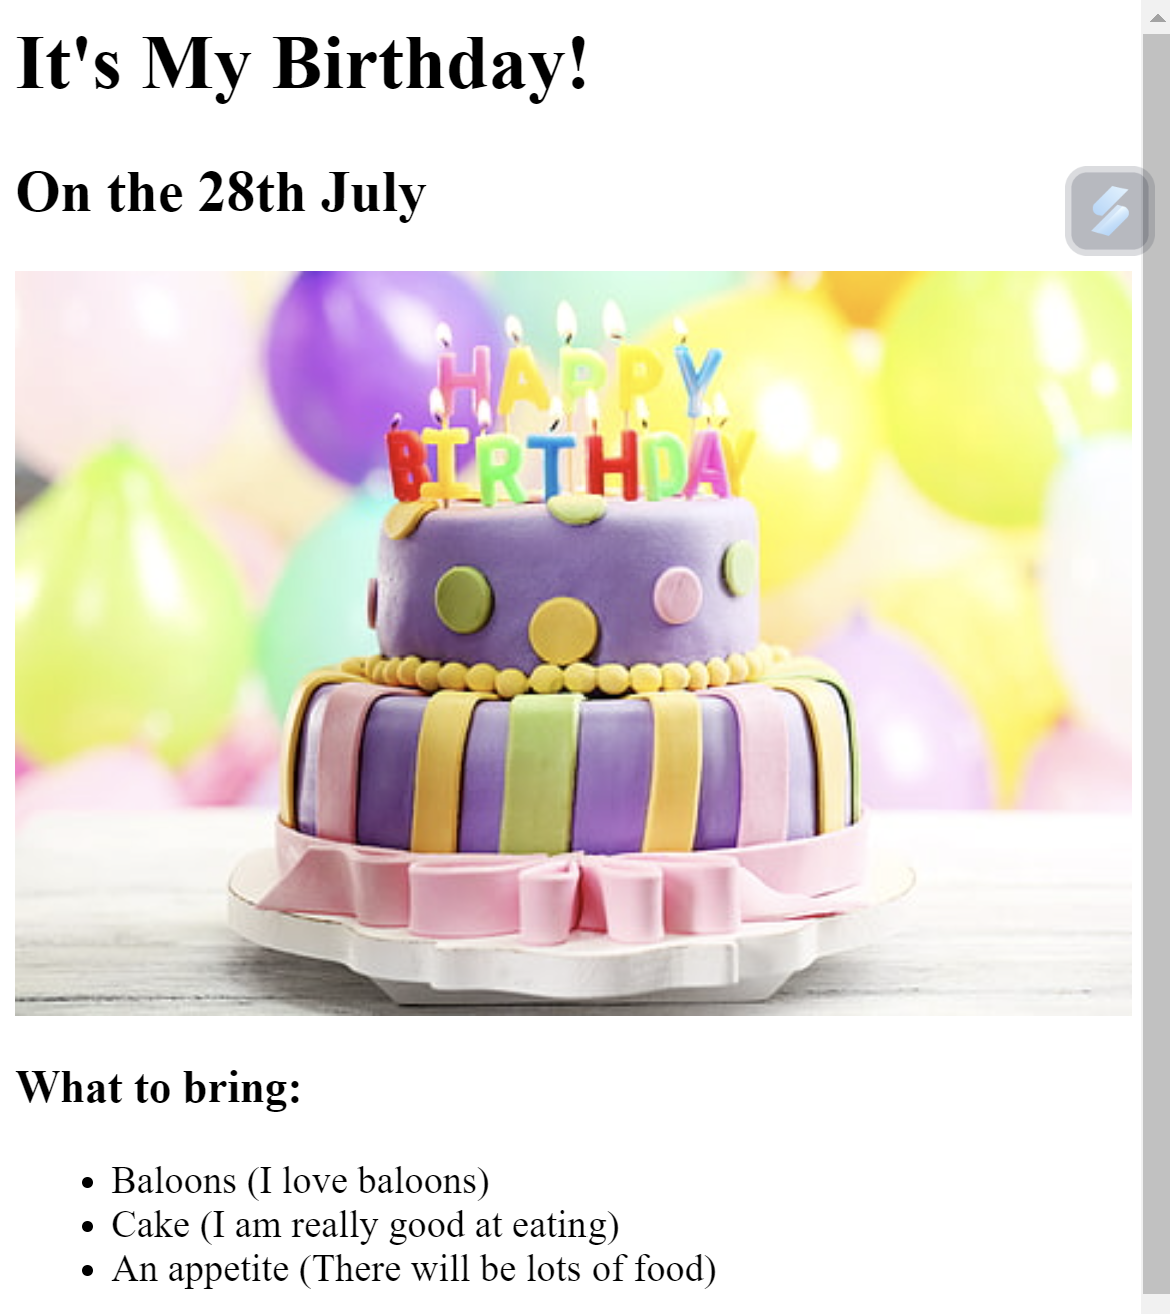 It's My Birthday!
On the 28th July
HAPPY
BIRTHDAY
What to bring:
Baloons (I love baloons)
Cake (I am really good at eating)
An appetite (There will be lots of food)